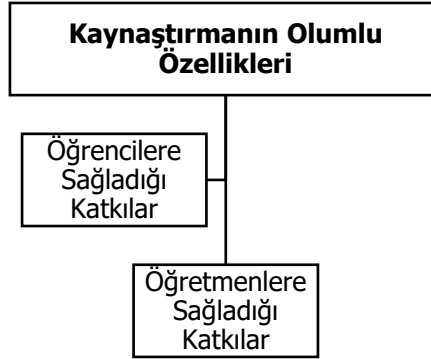 Kaynaştırmanın Olumlu
Özellikleri
Öğrencilere
Sağladığı
Katkılar
Öğretmenlere
Sağladığı
Katkılar